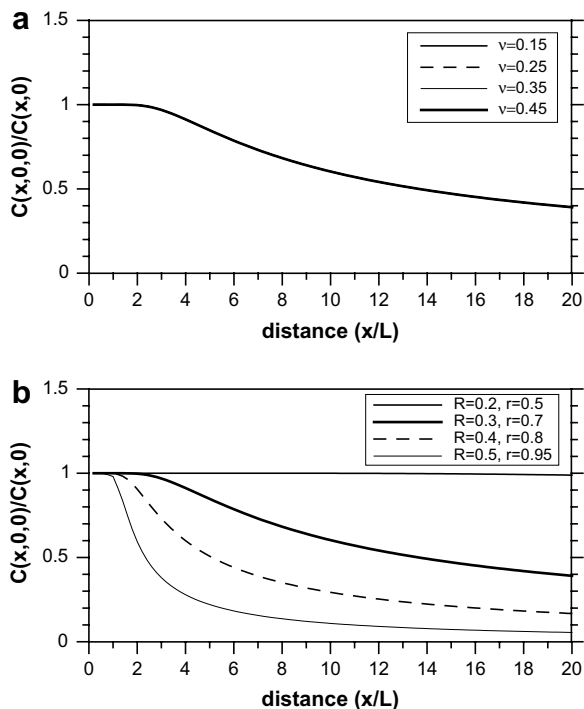 a
1.5
1
0.5
0
C(x,0,0)/C(x,0)
ν=0.15
ν=0.25
ν=0.35
ν=0.45
0 2 4 6 8 10 12 14 16 18 20
distance (x/L)
b
1.5
1
0.5
0
C(x,0,0)/C(x,0)
R=0.2, r=0.5
R=0.3, r=0.7
R=0.4, r=0.8
R=0.5, r=0.95
0 2 4 6 8 10 12 14 16 18 20
distance (x/L)